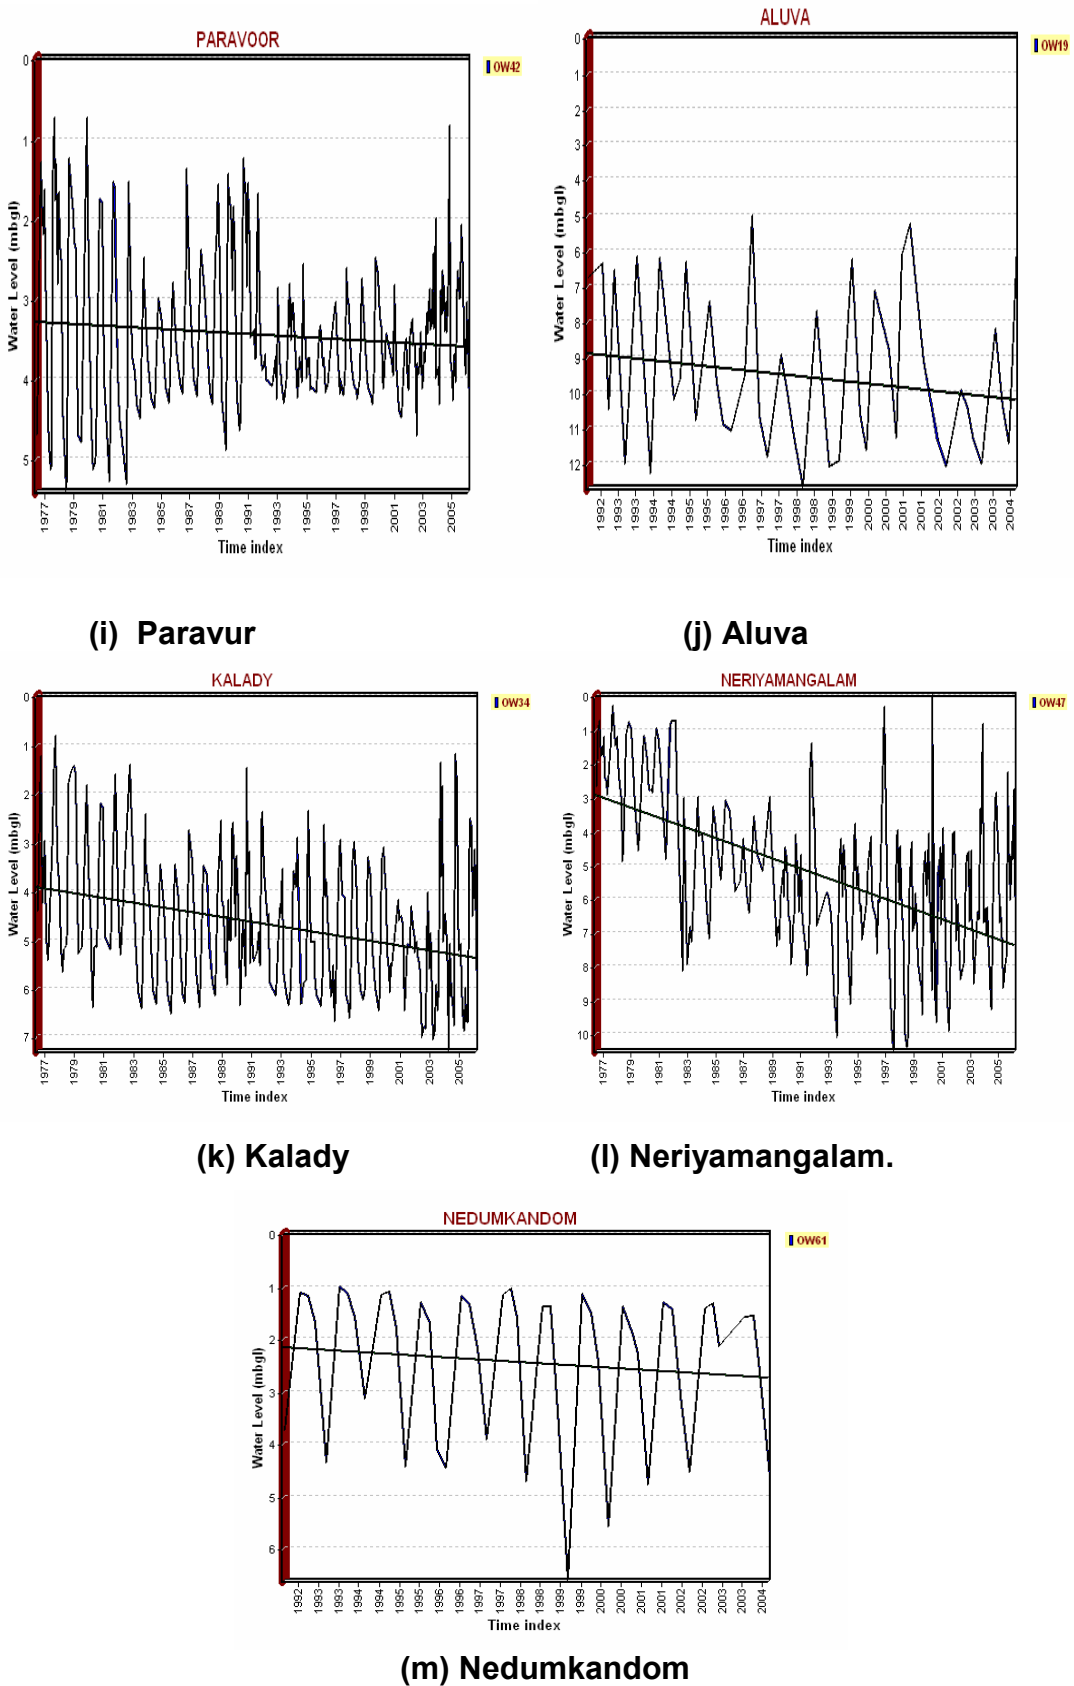 PARAVOOR
OW42
Water Level (mbgl)
0
1
2
3
4
5
1977 1979 1981 1983 1985 1987 1989 1991 1993 1995 1997 1999 2001 2003 2005
Time index
(i) Paravur
ALUVA
OW19
Water Level (mbgl)
0
1
2
3
4
5
6
7
8
9
10
11
12
1992 1993 1993 1994 1994 1995 1995 1996 1996 1997 1997 1998 1998 1999 1999 2000 2000 2001 2001 2002 2002 2003 2003 2004
Time index
(j) Aluva
KALADY
OW34
Water Level (mbgl)
0
1
2
3
4
5
6
7
1977 1979 1981 1983 1985 1987 1989 1991 1993 1995 1997 1999 2001 2003 2005
Time index
(k) Kalady
NERIYAMANGALAM
OW47
Water Level (mbgl)
0
1
2
3
4
5
6
7
8
9
10
1977 1979 1981 1983 1985 1987 1989 1991 1993 1995 1997 1999 2001 2003 2005
Time index
(l) Neriyamangalam.
NEDUMKANDOM
OW61
Water Level (mbgl)
0
1
2
3
4
5
6
1992 1993 1993 1994 1994 1995 1996 1996 1997 1997 1998 1998 1999 1999 2000 2000 2001 2001 2002 2002 2003 2003 2004
Time index
(m) Nedumkandom